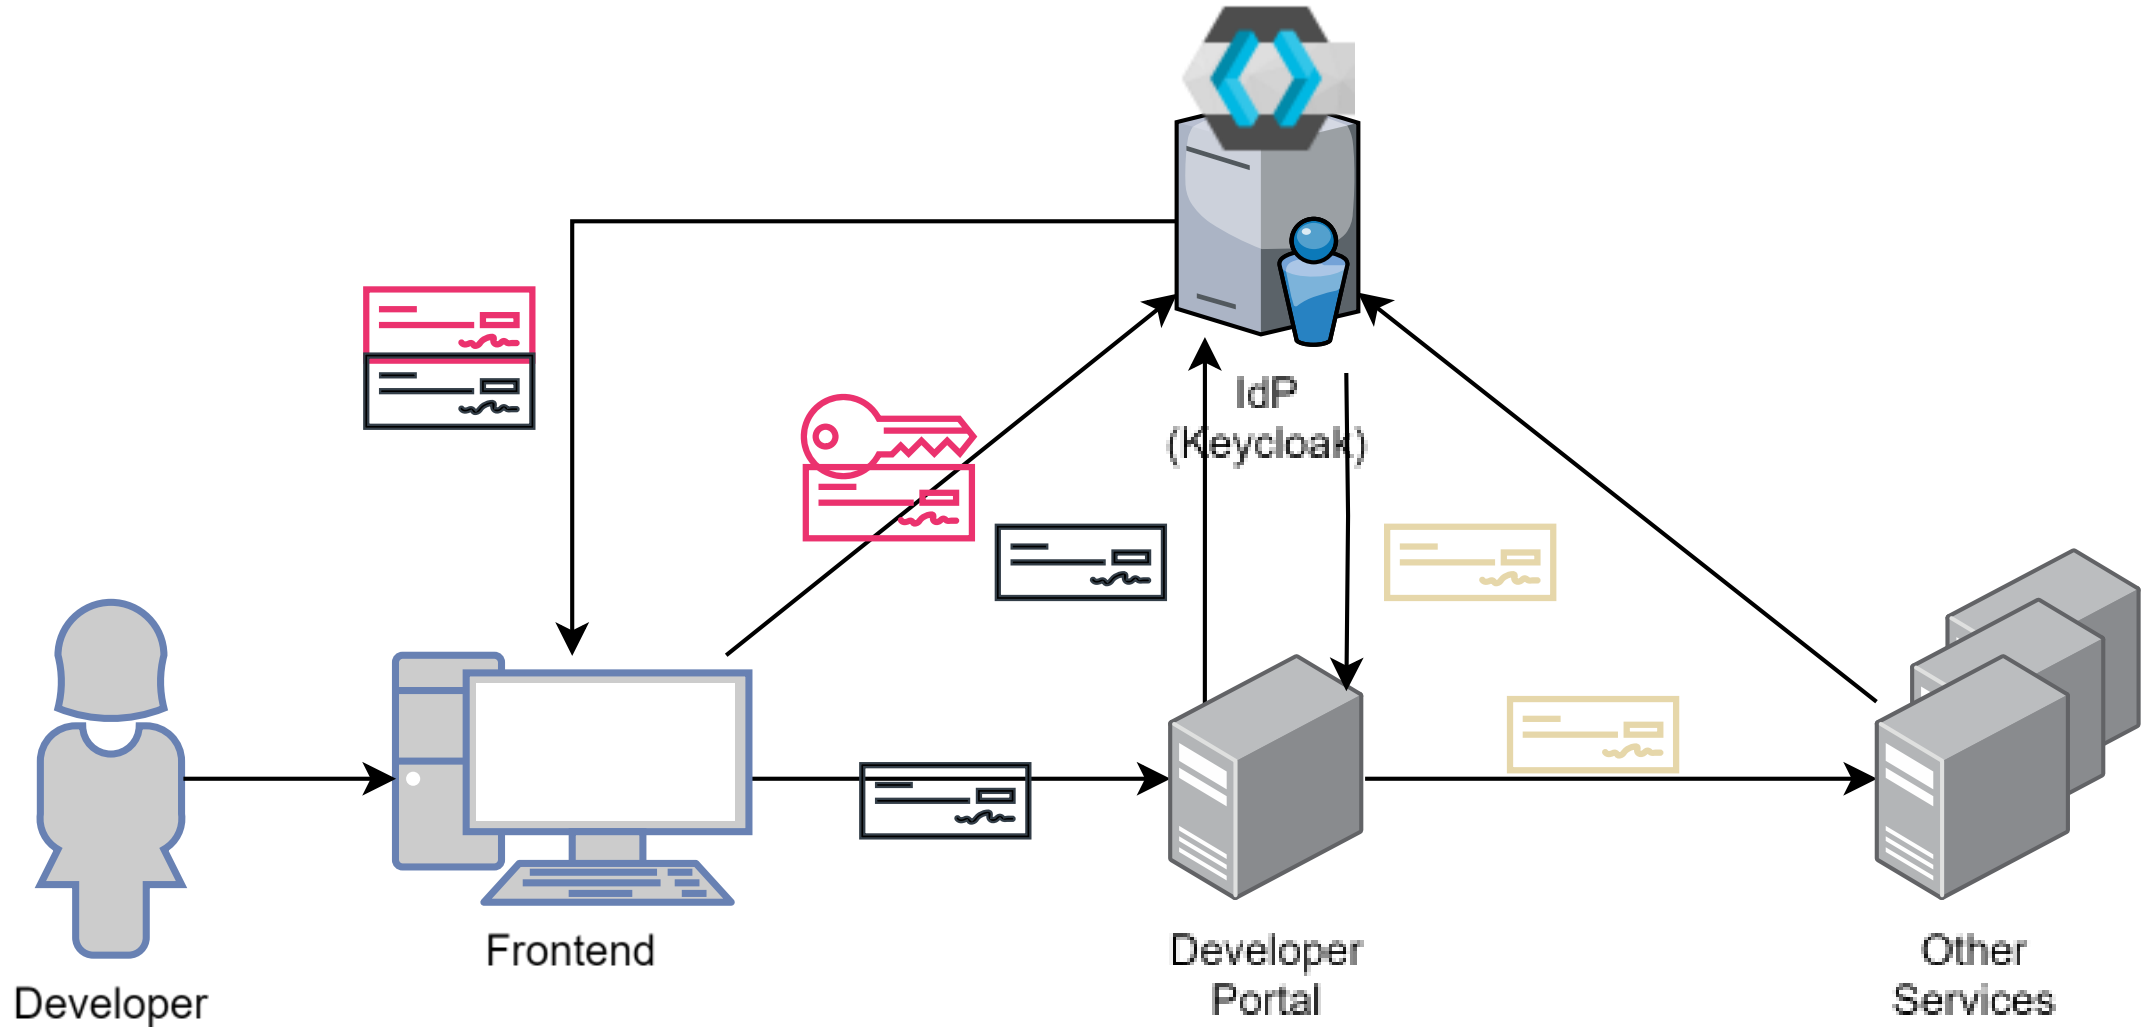 IdP
(Keycloak)
Frontend
Developer
Portal
Other
Services
Developer